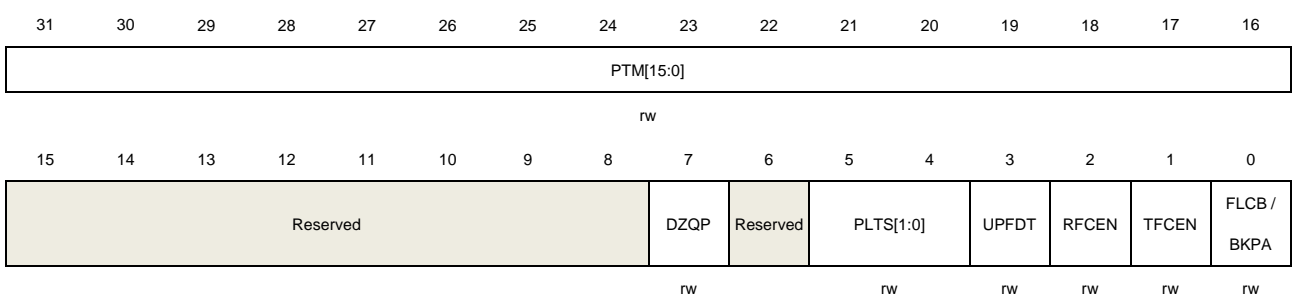 31 30 29 28 27 26 25 24 23 22 21 20 19 18 17 16
PTM[15:0]
rw
15 14 13 12 11 10 9 8 7 6 5 4 3 2 1 0
Reserved DZQP Reserved PLTS[1:0] UPFDT RFCEN TFCEN FLCB /
BKPA
rw rw rw rw rw rw